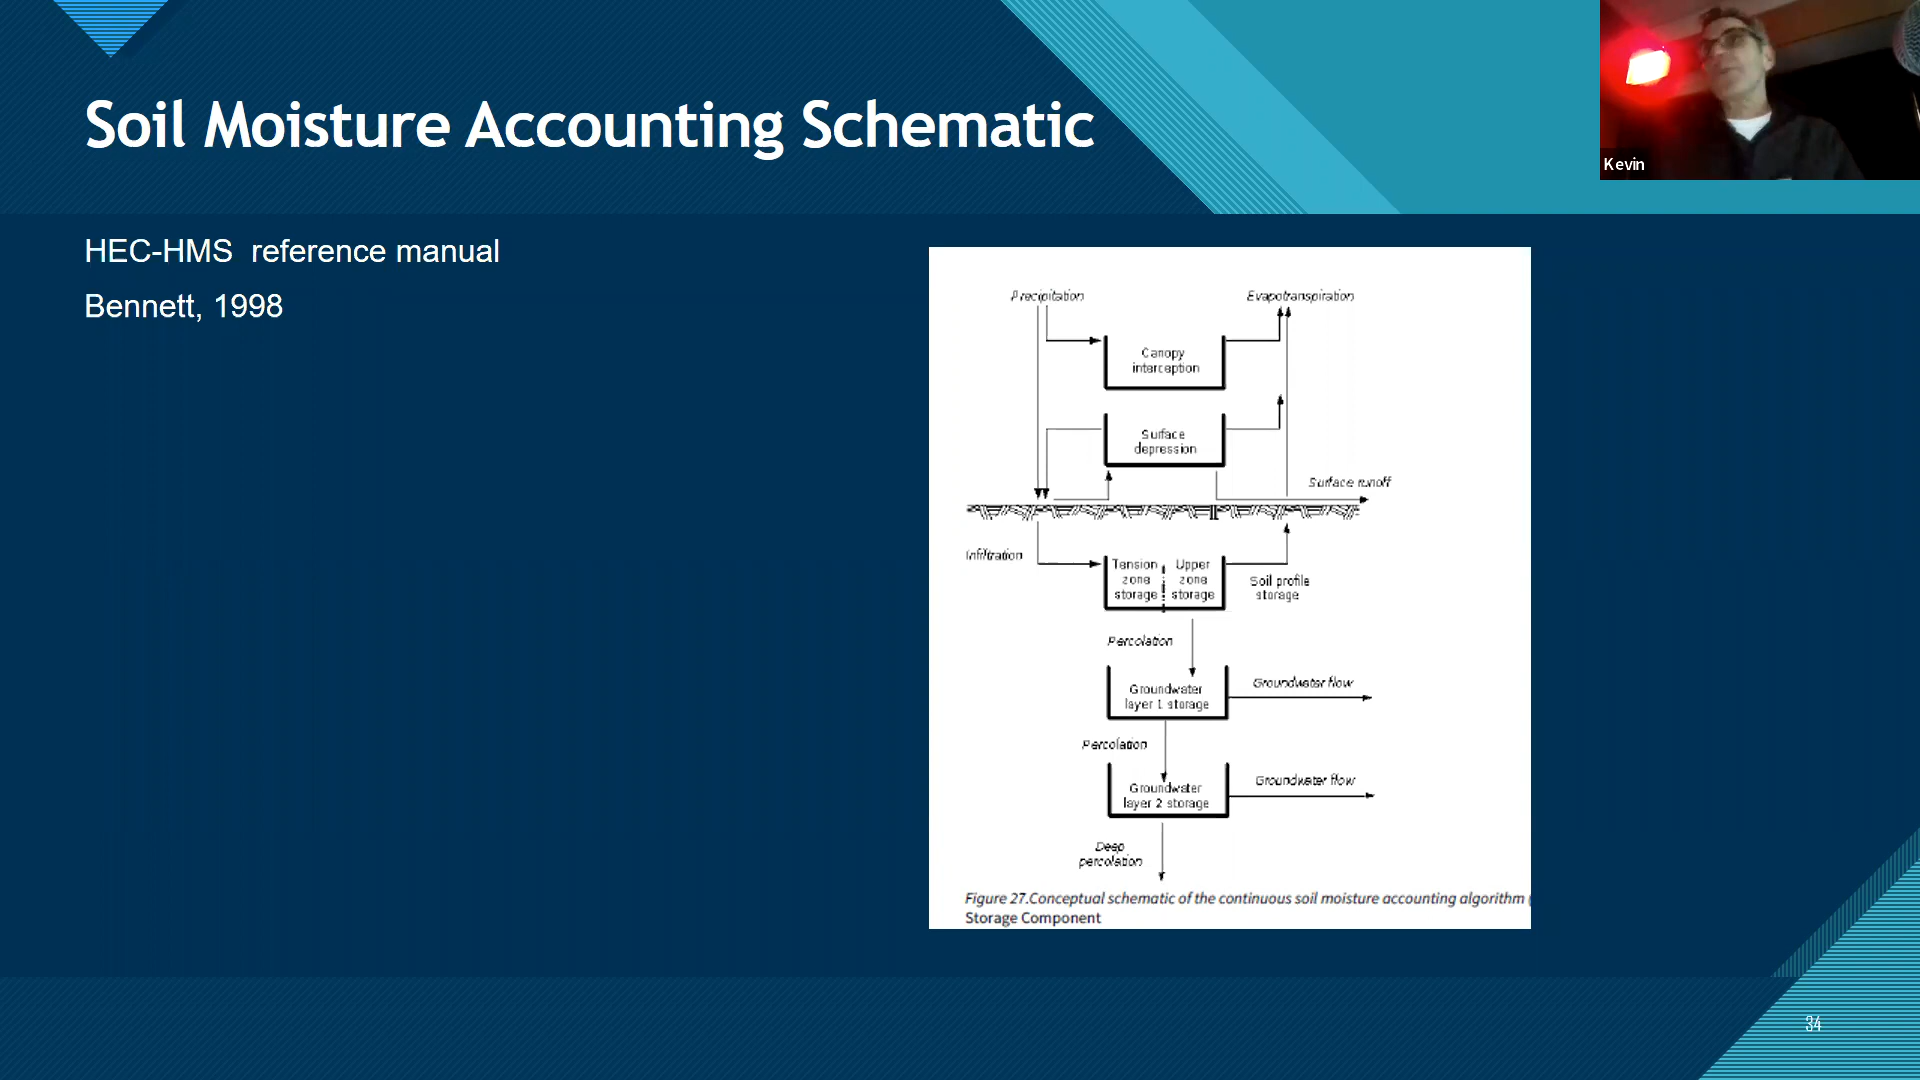 Soil Moisture Accounting Schematic
Kevin
HEC-HMS reference manual
Bennett, 1998
Precipitation
Evapotranspiration
Canopy
interception
Surface
depression
Surface runoff
Infiltration
Tension
zone
storage
Upper
zone
storage
Soil profile
storage
Percolation
Groundwater
layer 1 storage
Groundwater flow
Percolation
Groundwater
layer 2 storage
Groundwater flow
Deep
percolation
Figure 27.Conceptual schematic of the continuous soil moisture accounting algorithm (
Storage Component
34